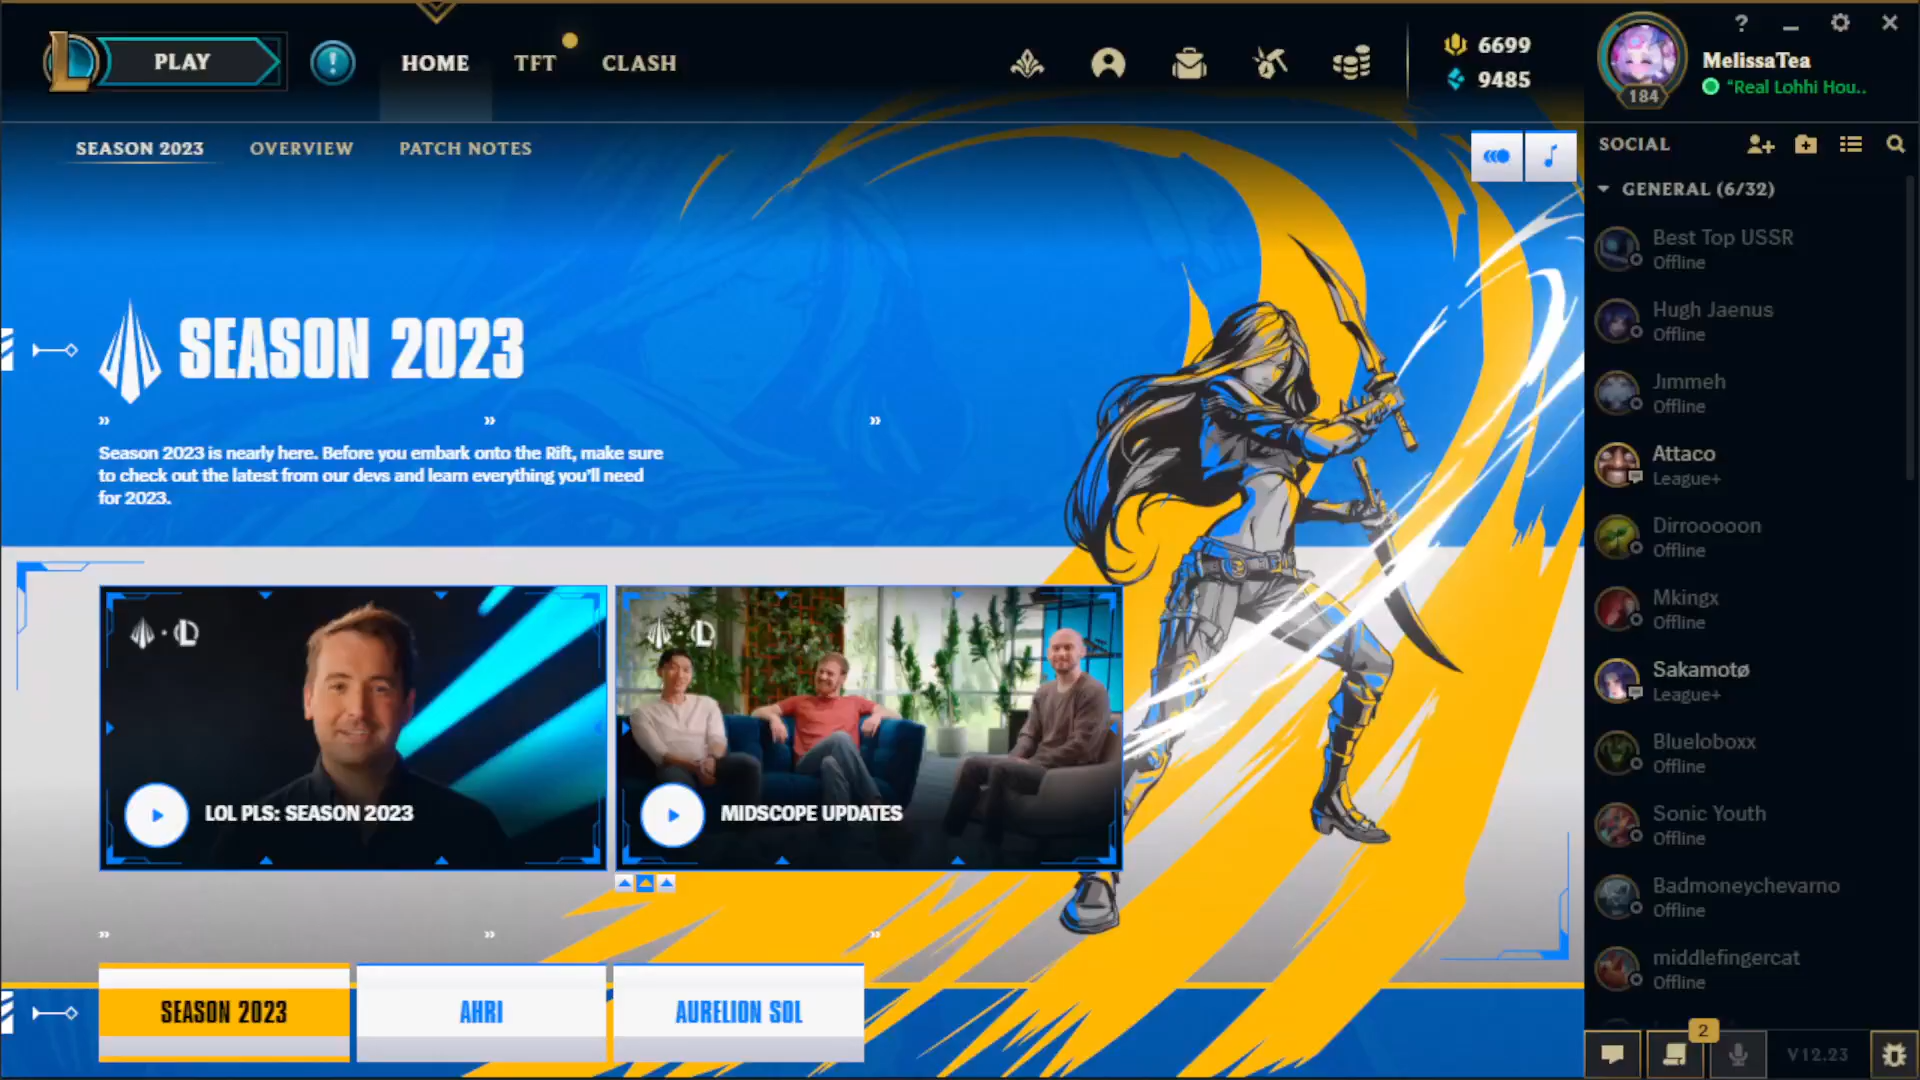 PLAY
HOME
TFT
CLASH
6699
9485
?
MelissaTea
184
“Real Lohhi Hou..
SEASON 2023
OVERVIEW
PATCH NOTES
SOCIAL
GENERAL (6/32)
Best Top USSR
Offline
Hugh Jaenus
Offline
Jimmeh
Offline
Attaco
League+
Dirrooooon
Offline
Mkingx
Offline
Sakamotø
League+
Blueloboxx
Offline
Sonic Youth
Offline
Badmoneychevarno
Offline
middlefingercat
Offline
SEASON 2023
Season 2023 is nearly here. Before you embark onto the Rift, make sure
to check out the latest from our devs and learn everything you'll need
for 2023.
LOL PLS: SEASON 2023
MIDSCOPE UPDATES
SEASON 2023
AHRI
AURELION SOL
2
V12.23